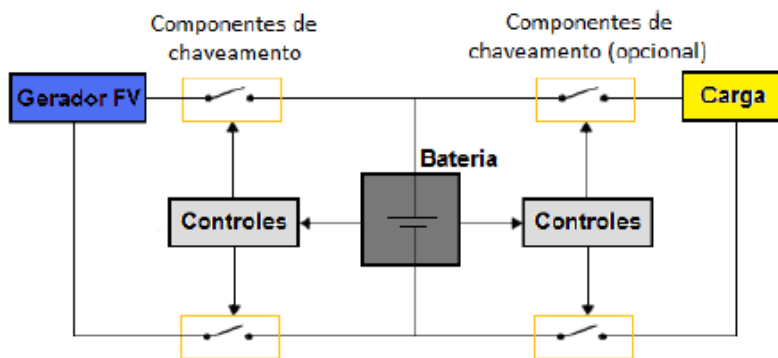 Componentes de
chaveamento
Componentes de
chaveamento (opcional)
Gerador FV
Carga
Bateria
Controles
Controles